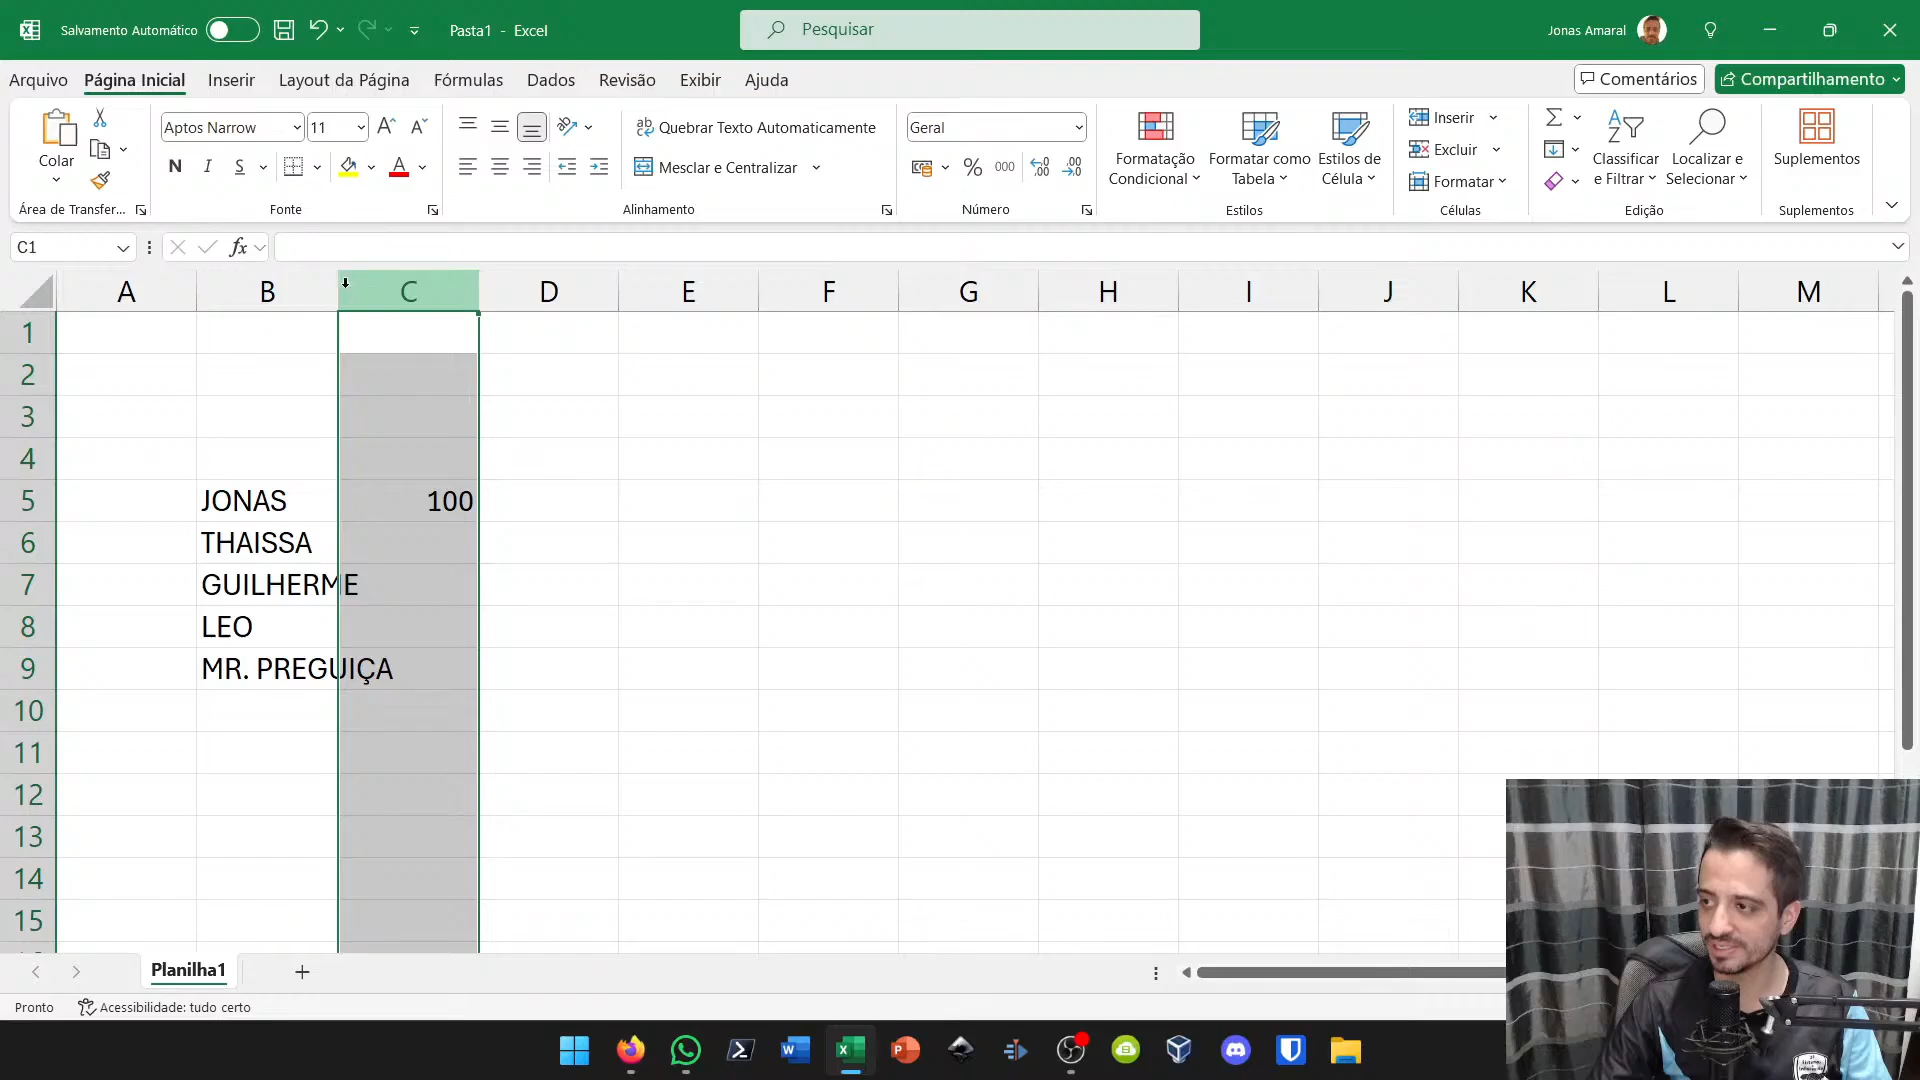 Salvamento Automático
Pasta1 - Excel
Pesquisar
Jonas Amaral
Arquivo
Página Inicial
Inserir
Layout da Página
Fórmulas
Dados
Revisão
Exibir
Ajuda
Comentários
Compartilhamento
Colar
Área de Transfer...
Aptos Narrow
11
N I S
Fonte
Quebrar Texto Automaticamente
Mesclar e Centralizar
Alinhamento
Geral
% 000
Número
Formatação Condicional
Formatar como Tabela
Estilos de Célula
Estilos
Inserir
Excluir
Formatar
Células
Classificar e Filtrar
Localizar e Selecionar
Edição
Suplementos
Suplementos
C1
fx
A B C D E F G H I J K L M
1
2
3
4
5 JONAS 100
6 THAISSA
7 GUILHERME
8 LEO
9 MR. PREGUIÇA
10
11
12
13
14
15
Planilha1
Pronto
Acessibilidade: tudo certo